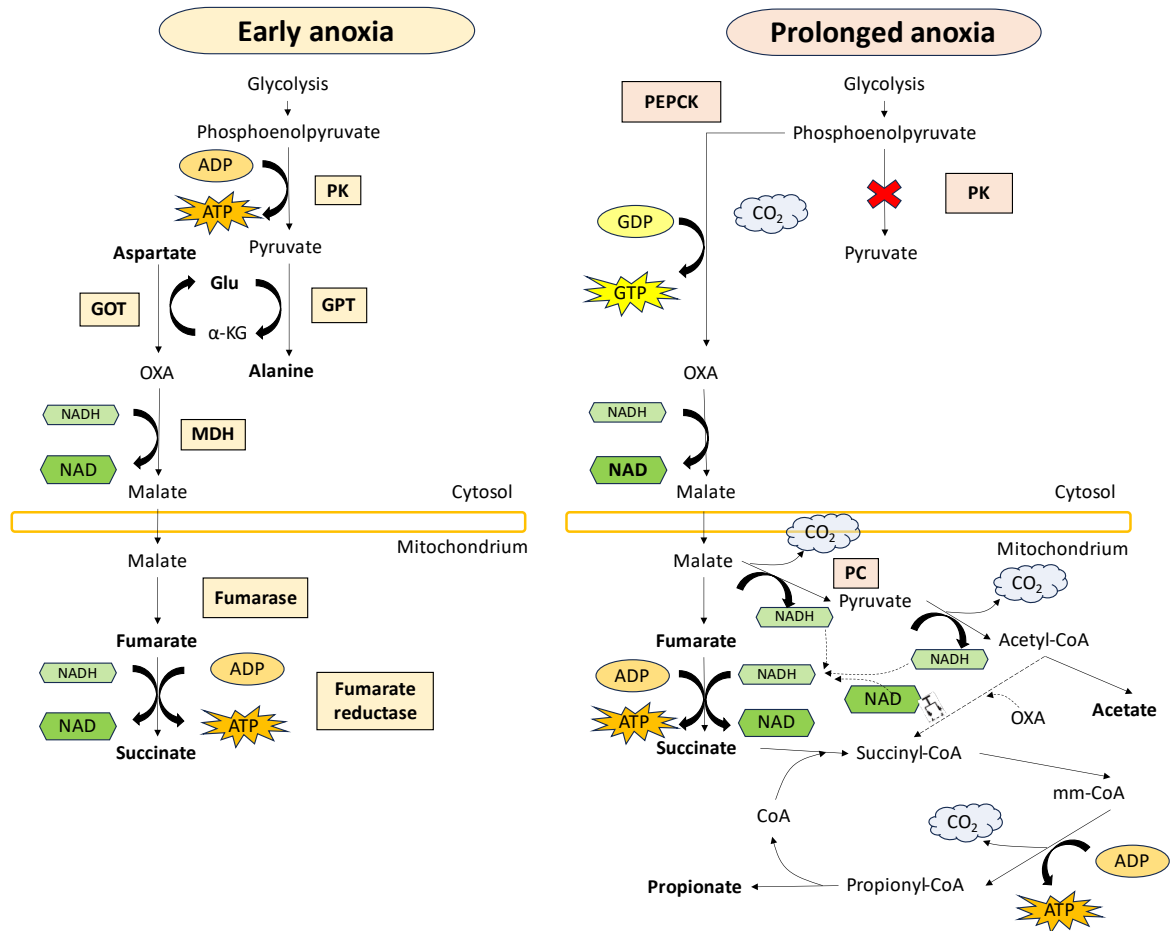 Early anoxia
Glycolysis
Phosphoenolpyruvate
ADP
PK
ATP
Aspartate
Pyruvate
Glu
GOT
GPT
α-KG
OXA
Alanine
NADH
MDH
NAD
Malate
Cytosol
Mitochondrium
Malate
Fumarase
Fumarate
NADH
ADP
Fumarate
reductase
NAD
ATP
Succinate
Prolonged anoxia
PEPCK
Glycolysis
Phosphoenolpyruvate
PK
CO2
GDP
Pyruvate
GTP
OXA
NADH
NAD
Malate
Cytosol
CO2
Mitochondrium
Malate
PC
CO2
Pyruvate
NADH
Fumarate
Acetyl-CoA
NADH
ADP
NADH
NAD
OXA
Acetate
ATP
NAD
Succinate
Succinyl-CoA
mm-CoA
CoA
CO2
ADP
Propionate
Propionyl-CoA
ATP